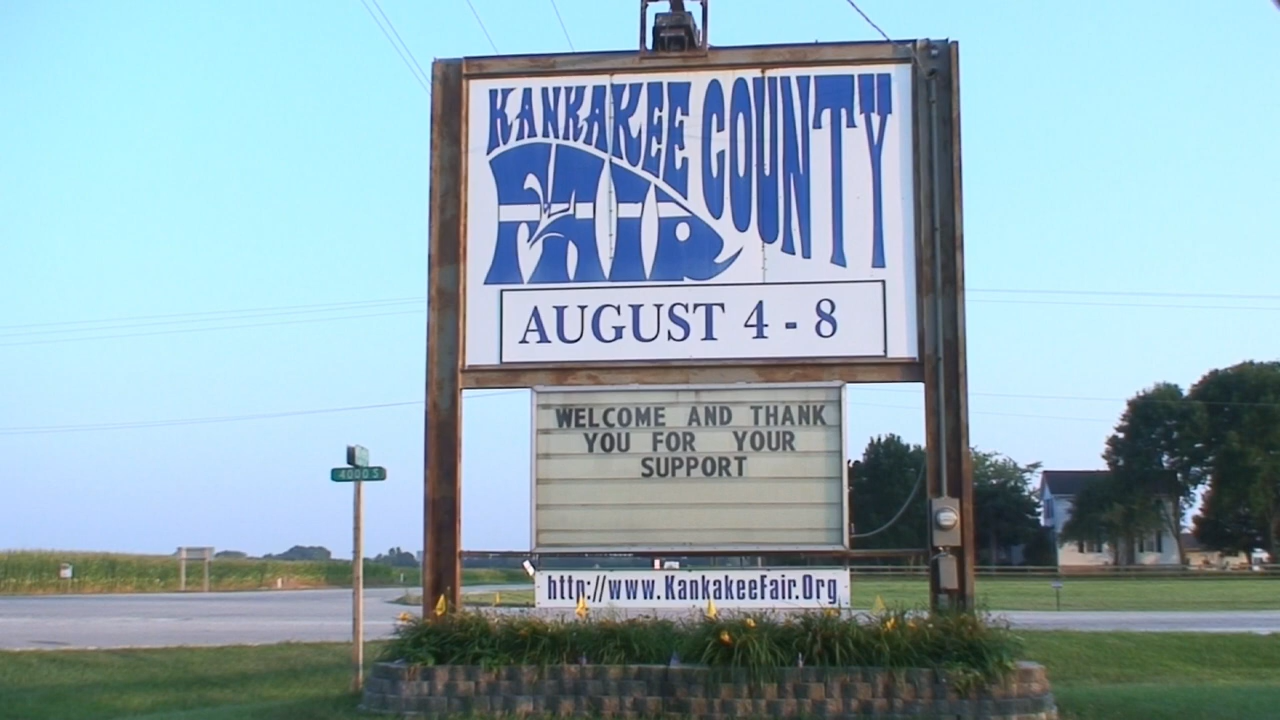 KANKAKEE COUNTY
FAIR
AUGUST 4 - 8
WELCOME AND THANK
YOU FOR YOUR
SUPPORT
4000 S
http://www.KankakeeFair.Org